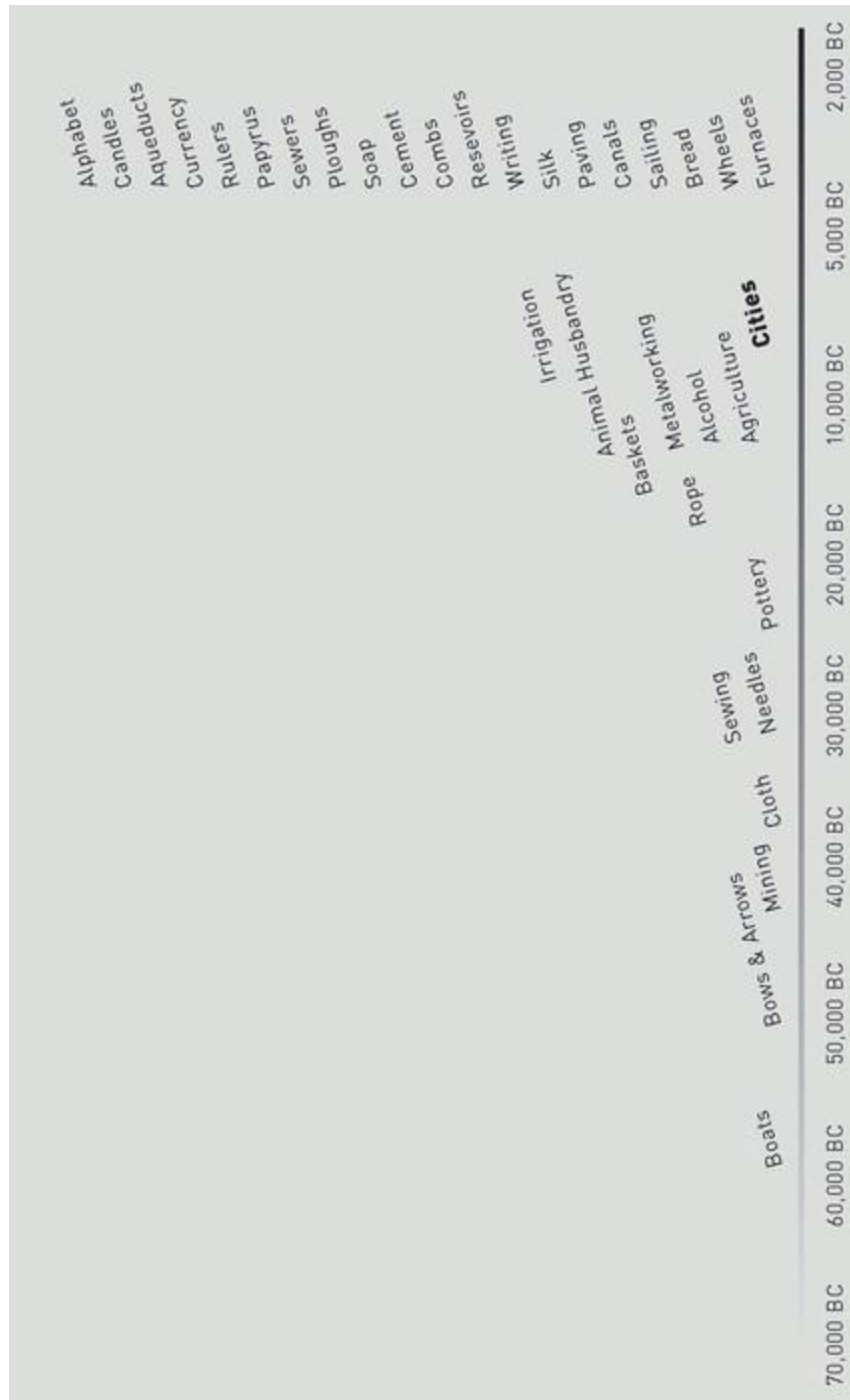 Alphabet
Candles
Aqueducts
Currency
Rulers
Papyrus
Sewers
Ploughs
Soap
Cement
Combs
Resevoirs
Writing
Silk
Paving
Canals
Sailing
Bread
Wheels
Furnaces
Irrigation
Animal Husbandry
Baskets
Metalworking
Rope
Alcohol
Agriculture
Cities
Pottery
Sewing
Needles
Cloth
Mining
Bows & Arrows
Boats
70,000 BC
60,000 BC
50,000 BC
40,000 BC
30,000 BC
20,000 BC
10,000 BC
5,000 BC
2,000 BC